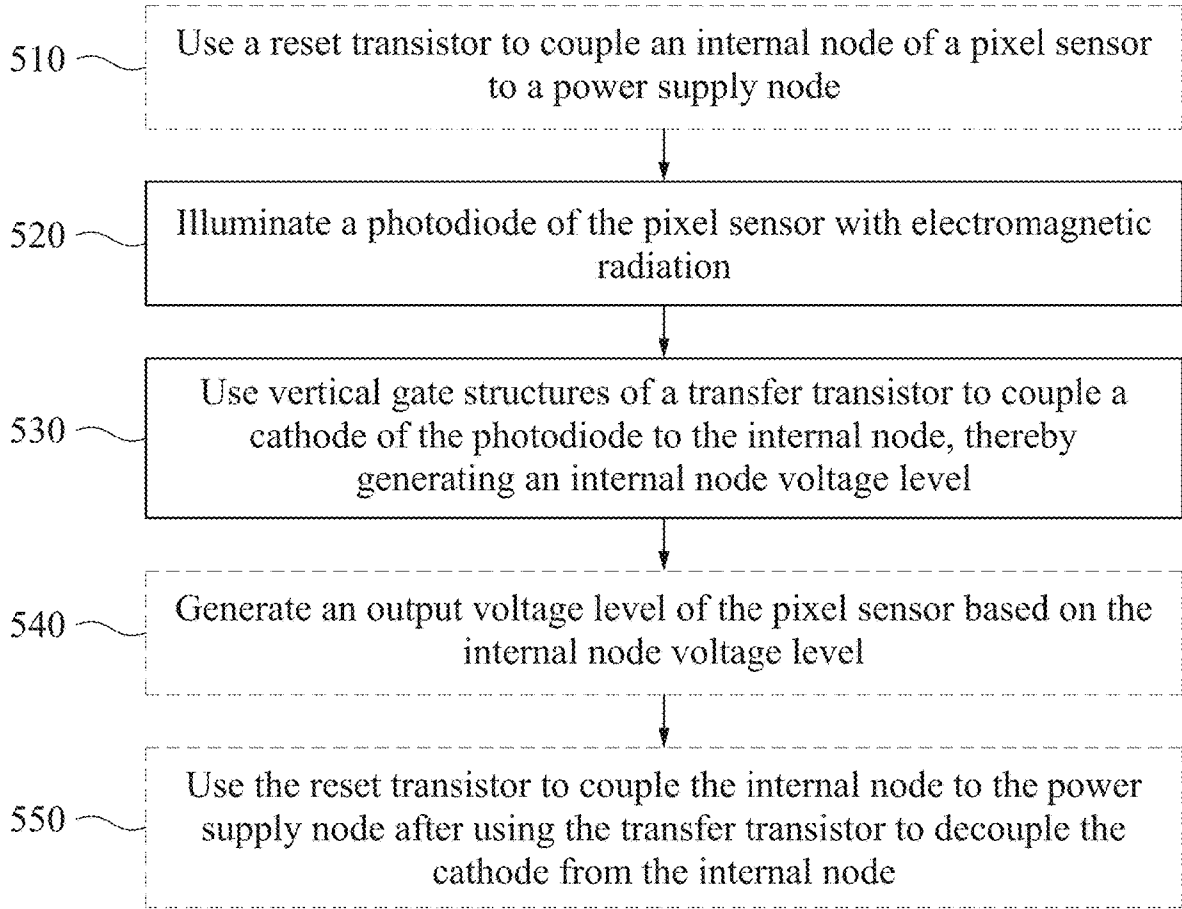 510
Use a reset transistor to couple an internal node of a pixel sensor
to a power supply node
520
Illuminate a photodiode of the pixel sensor with electromagnetic
radiation
530
Use vertical gate structures of a transfer transistor to couple a
cathode of the photodiode to the internal node, thereby
generating an internal node voltage level
540
Generate an output voltage level of the pixel sensor based on the
internal node voltage level
550
Use the reset transistor to couple the internal node to the power
supply node after using the transfer transistor to decouple the
cathode from the internal node